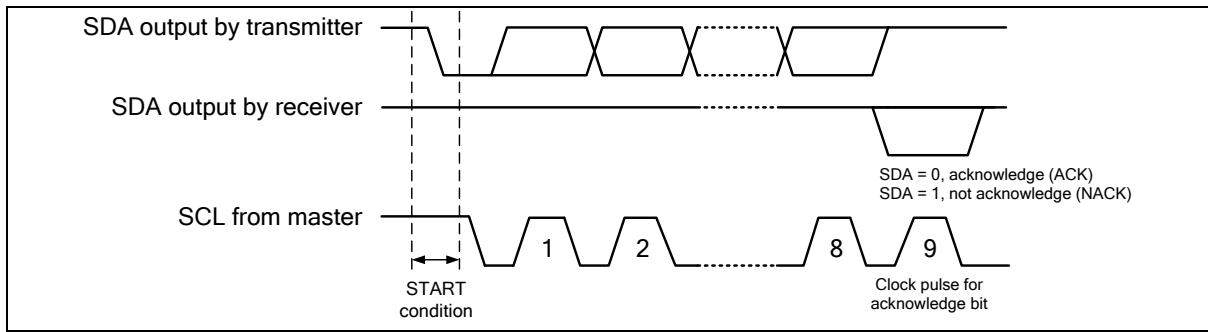 SDA output by transmitter
SDA output by receiver
SDA = 0, acknowledge (ACK)
SDA = 1, not acknowledge (NACK)
SCL from master
1
2
8
9
START
condition
Clock pulse for
acknowledge bit